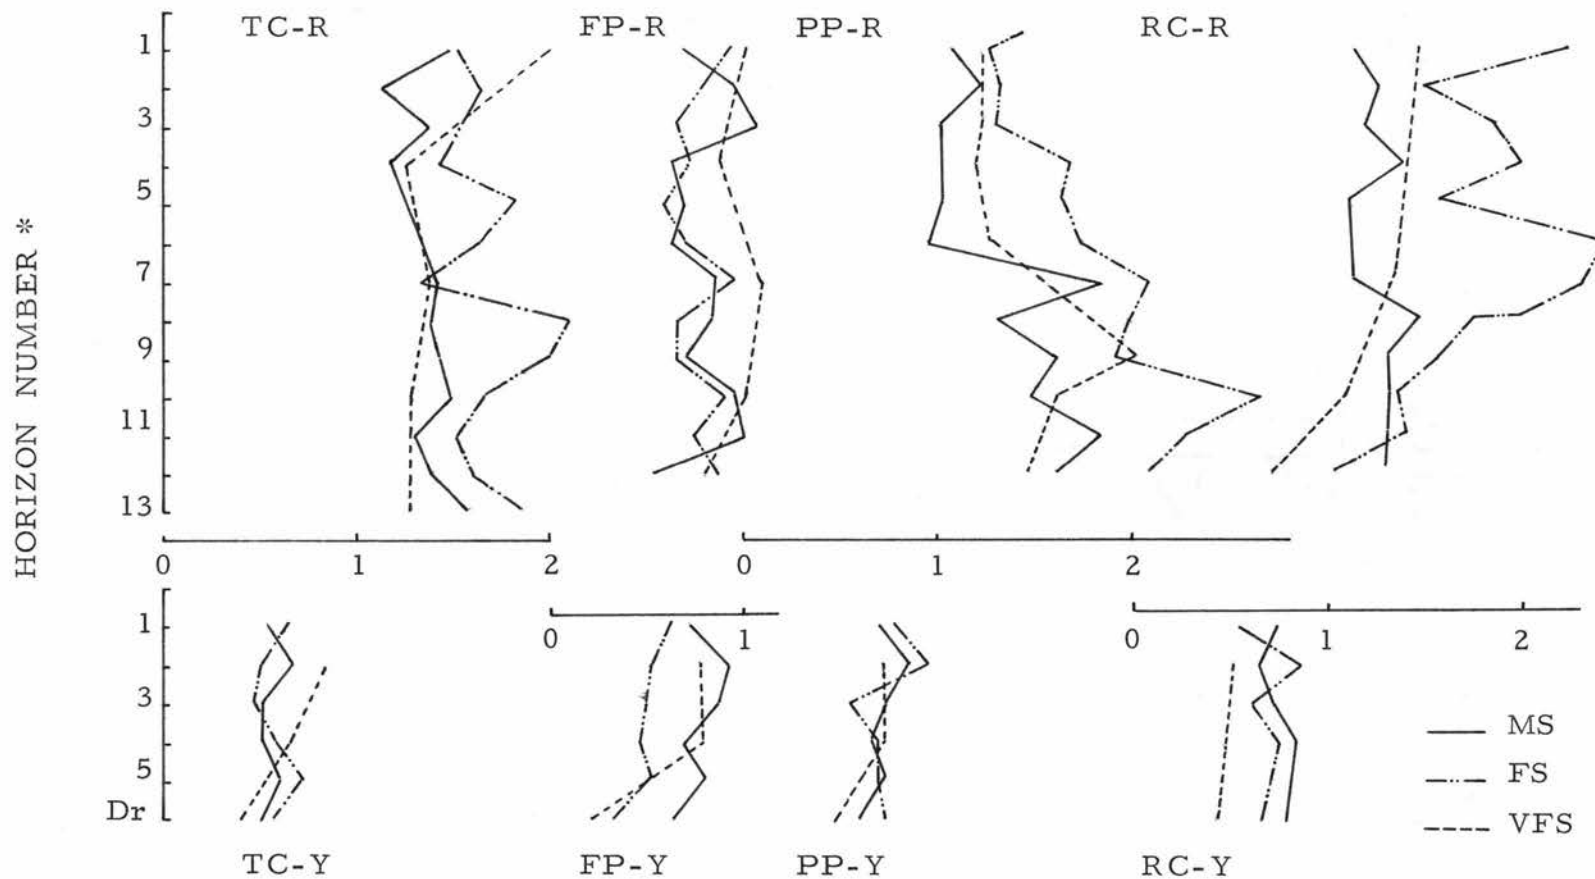 TC-R FP-R PP-R RC-R
1
3
5
7
9
11
13
HORIZON NUMBER *
0 1 2 0 1 2
1
3
5
Dr
0 1 0 1 2
MS
FS
VFS
TC-Y FP-Y PP-Y RC-Y